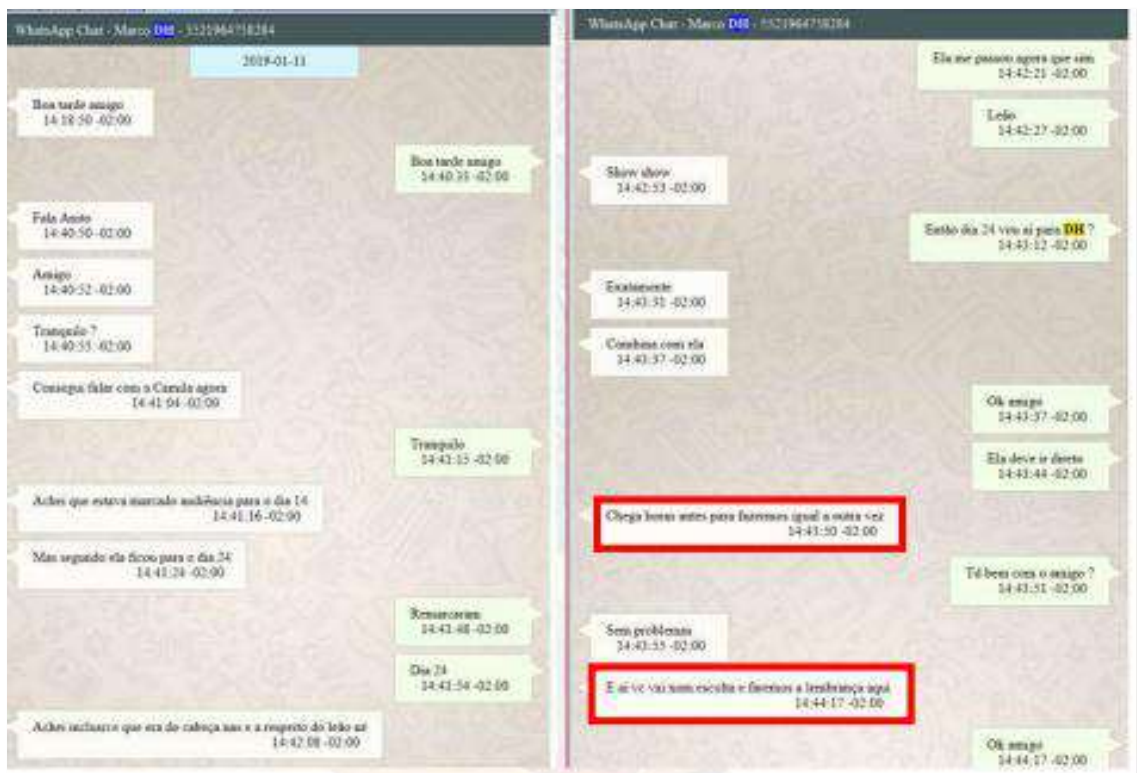 WhatsApp Chat - Marco DH - 5521964758284
2019-01-11
Boa tarde amigo
14:18:50 -02:00
Boa tarde amigo
14:40:35 -02:00
Fala
14:40:50 -02:00
Amigo
14:40:52 -02:00
Tranquilo ?
14:40:55 -02:00
Consegui falar com a Camila agora
14:41:04 -02:00
Tranquilo
14:41:15 -02:00
Achei que estava marcado audiência para o dia 14
14:41:16 -02:00
Mas segundo ela ficou para o dia 24
14:41:24 -02:00
Remarcaram
14:41:48 -02:00
Dia 24
14:41:54 -02:00
Achei inclusive que era do cabeça mas e a respeito do leão né
14:42:08 -02:00
WhatsApp Chat - Marco DH - 5521964758284
Ela me passou agora que sim
14:42:21 -02:00
Leão
14:42:27 -02:00
Show show
14:42:53 -02:00
Então dia 24 vou ai para DH ?
14:43:12 -02:00
Exatamente
14:43:31 -02:00
Combina com ela
14:43:37 -02:00
Ok amigo
14:43:37 -02:00
Ela deve ir direto
14:43:44 -02:00
Chega horas antes para fazermos igual a outra vez
14:43:50 -02:00
Td bem com o amigo ?
14:43:51 -02:00
Sem problemas
14:43:55 -02:00
E ai vc vai num escolta e fazemos a lembrança aqui
14:44:17 -02:00
Ok amigo
14:44:17 -02:00